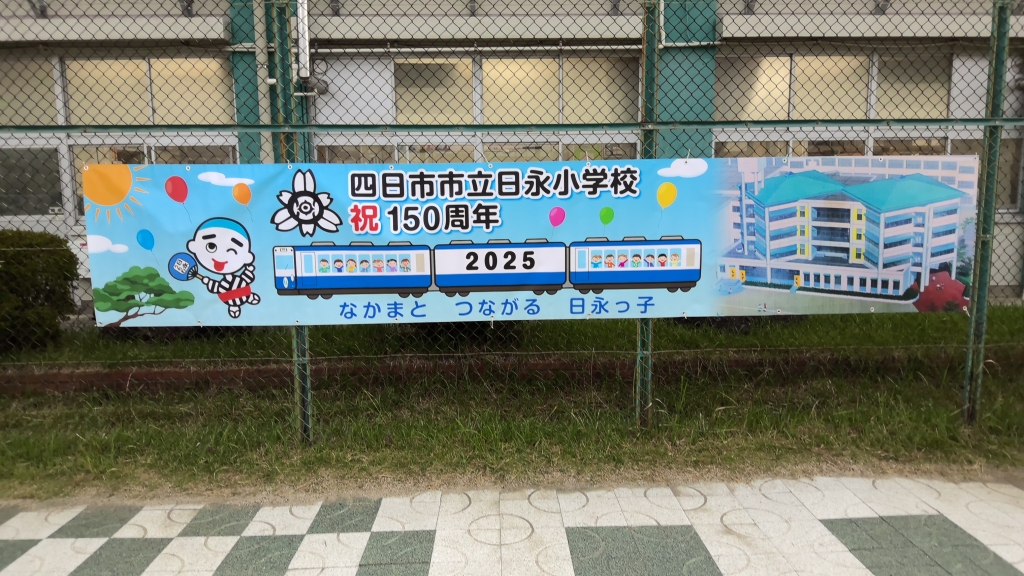 四日市市立日永小学校
祝 150周年
2025
なかまと つながる 日永っ子